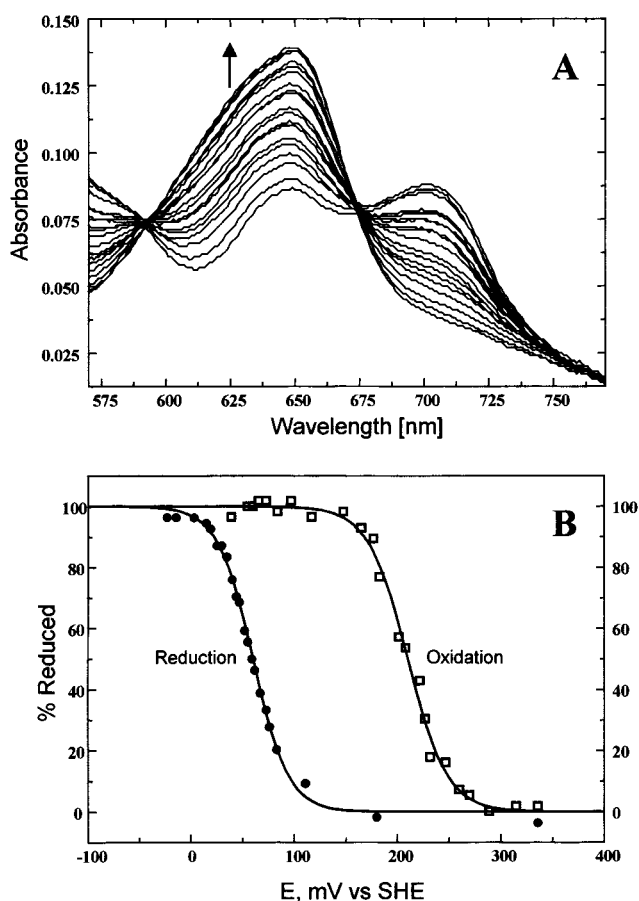 A
0.150
0.125
0.100
0.075
0.050
0.025
Absorbance
575 600 625 650 675 700 725 750
Wavelength [nm]
B
100 100
80 80
60 60
40 40
20 20
0 0
% Reduced
Reduction Oxidation
-100 0 100 200 300 400
E, mV vs SHE